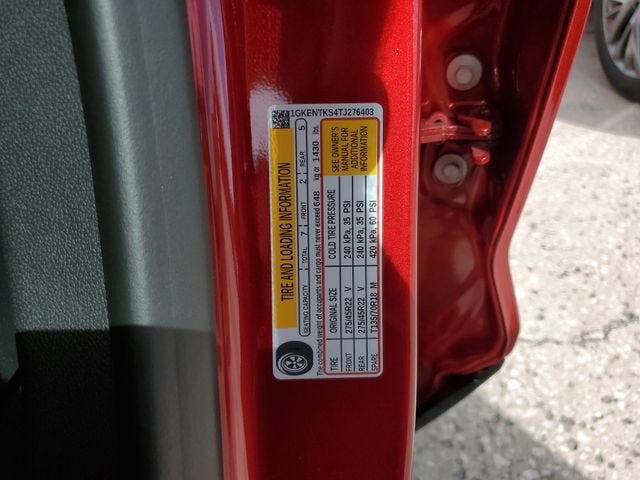 1GKENTKS4TJ276403
TIRE AND LOADING INFORMATION
SEATING CAPACITY TOTAL 7 FRONT 2 REAR 5
The combined weight of occupants and cargo must never exceed 648 kg or 1430 lbs.
TIRE ORIGINAL SIZE COLD TIRE PRESSURE
FRONT 275/45R22 V 240 kPa, 35 PSI
REAR 275/45R22 V 240 kPa, 35 PSI
SPARE T135/70R18 M 420 kPa, 60 PSI
SEE OWNER'S
MANUAL FOR
ADDITIONAL
INFORMATION